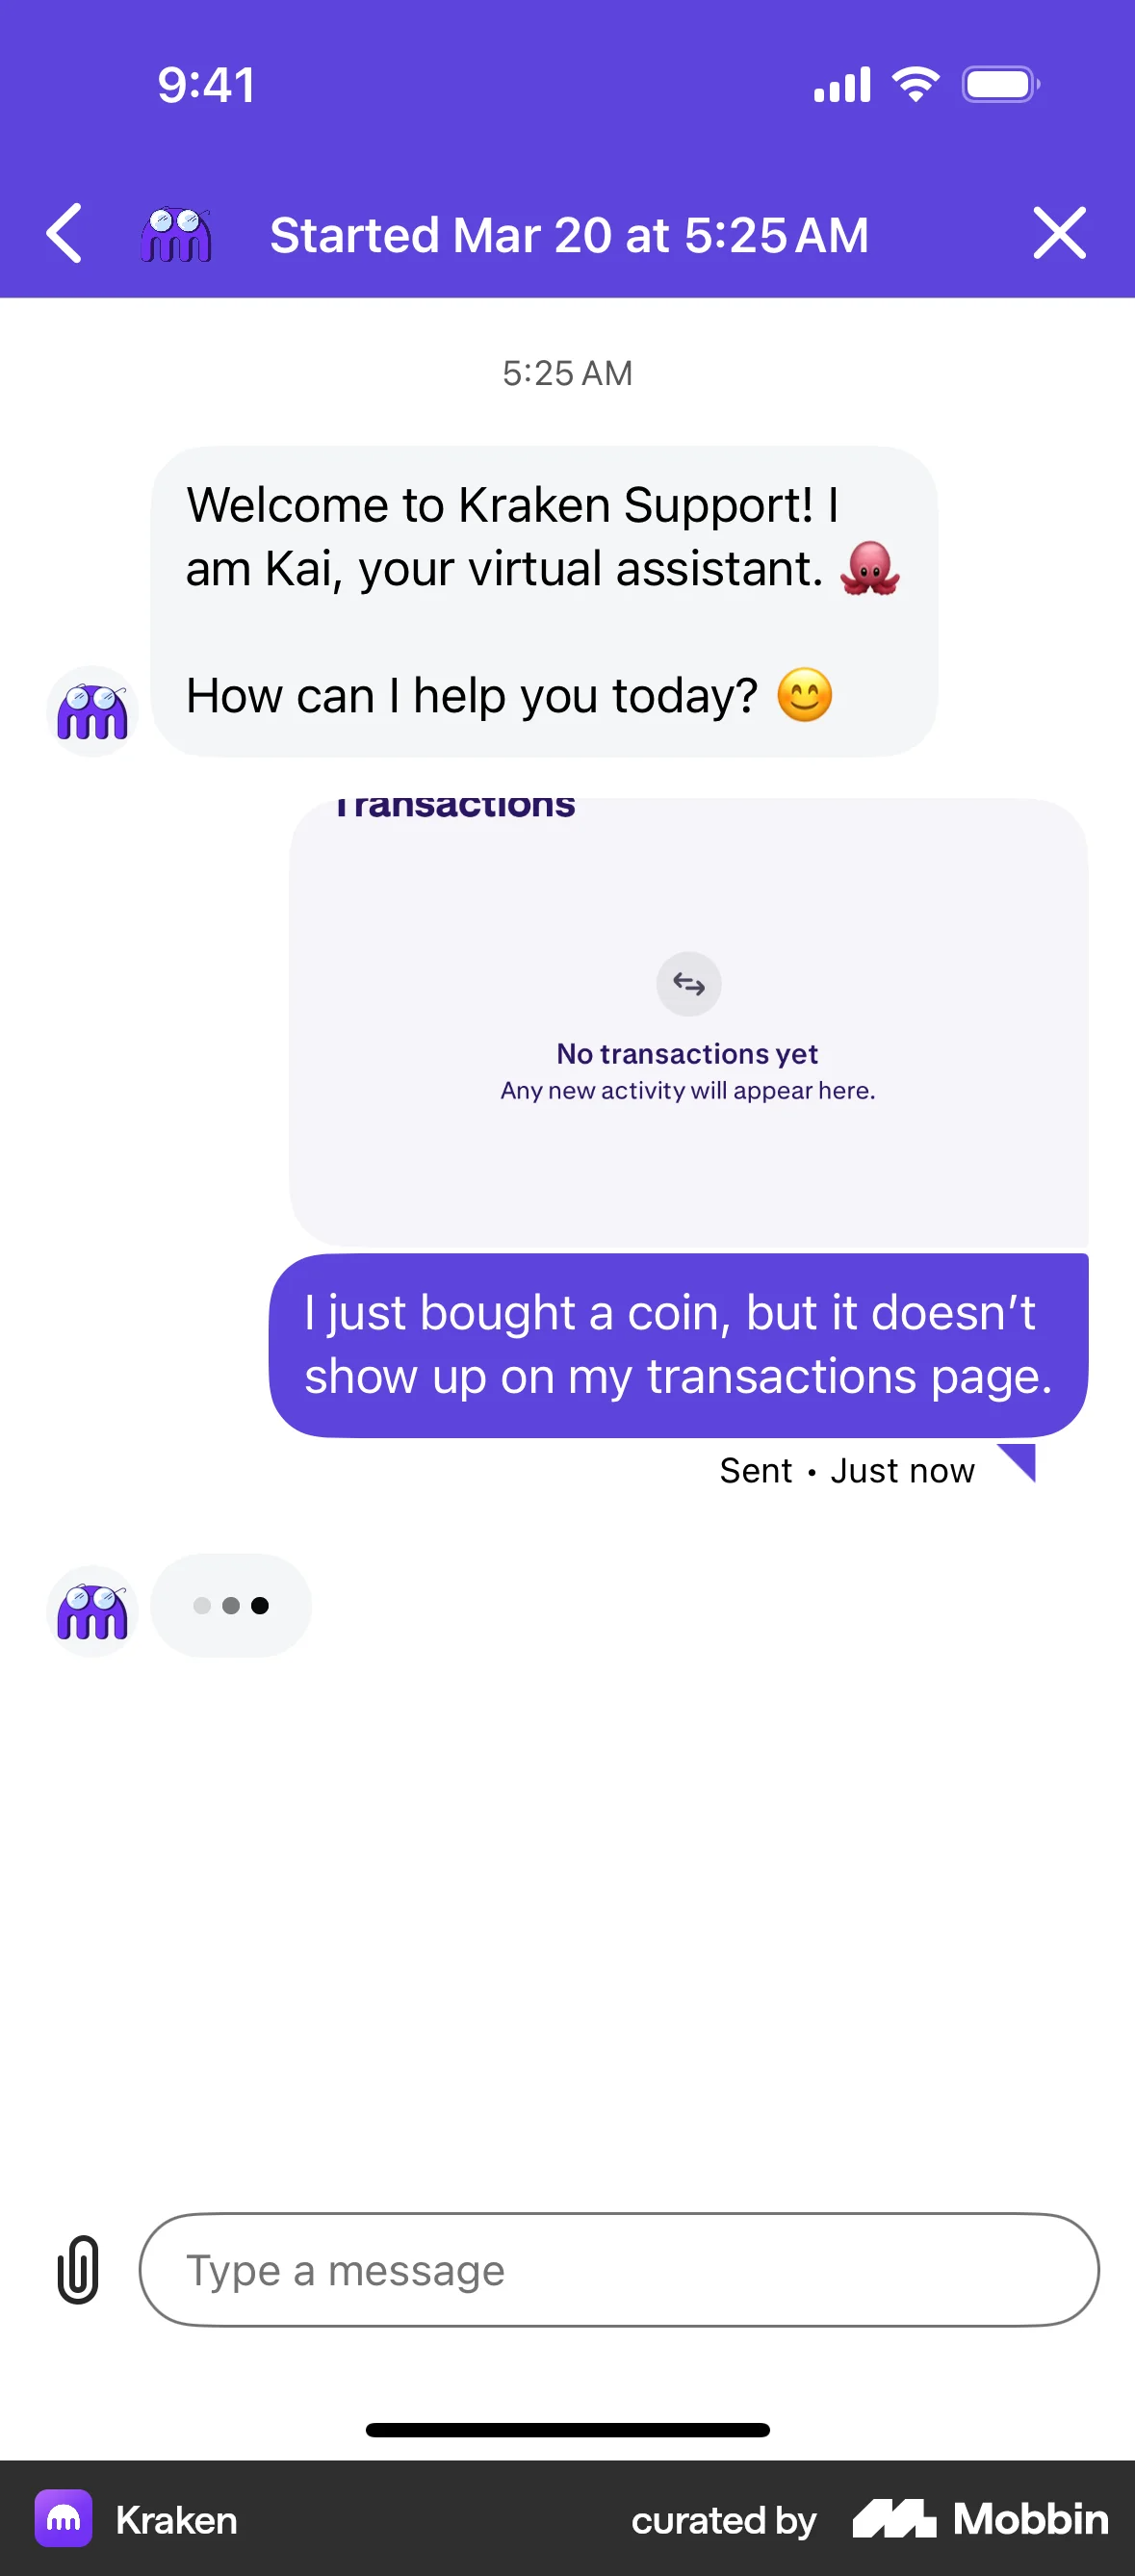 9:41
Started Mar 20 at 5:25 AM
5:25 AM
Welcome to Kraken Support! I
am Kai, your virtual assistant. 🐙
How can I help you today? 😊
Transactions
No transactions yet
Any new activity will appear here.
I just bought a coin, but it doesn’t
show up on my transactions page.
Sent • Just now
Type a message
Kraken
curated by Mobbin